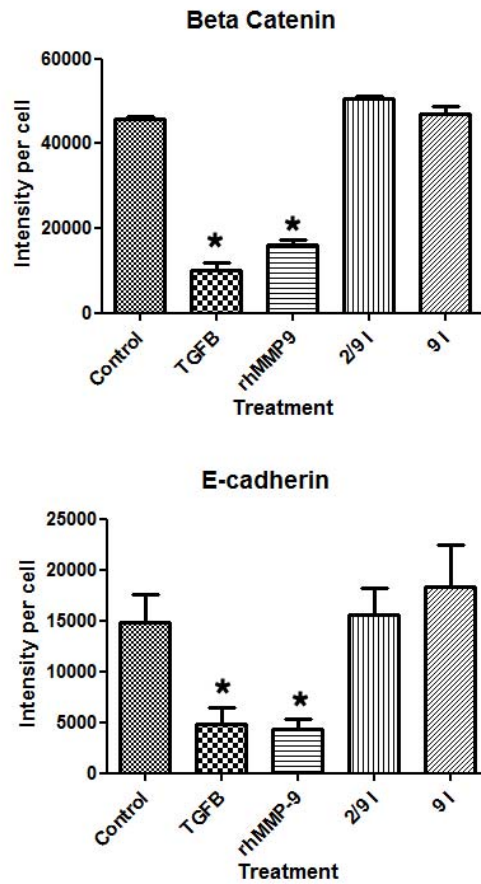 Beta Catenin
60000
40000
20000
0
Intensity per cell
*
*
Control
TGFB
rhMMP9
2/9 I
9 I
Treatment
E-cadherin
25000
20000
15000
10000
5000
0
Intensity per cell
*
*
Control
TGFB
rhMMP-9
2/9 I
9 I
Treatment